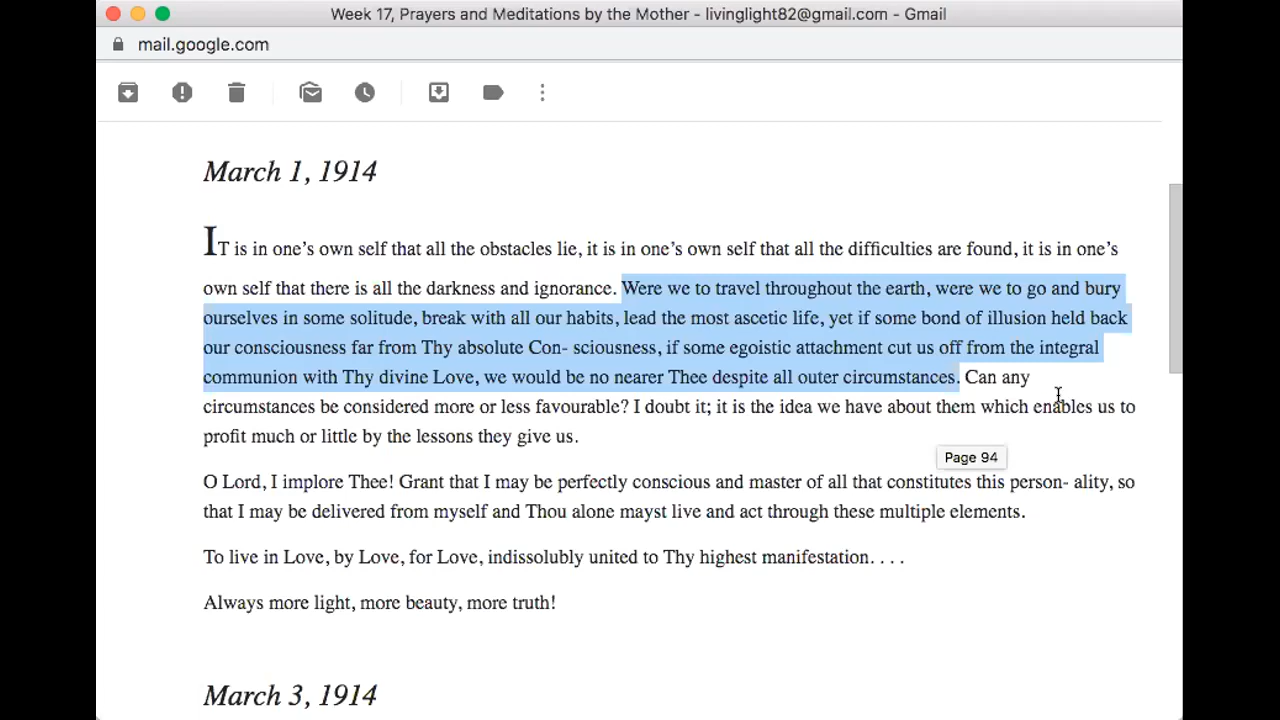 Week 17, Prayers and Meditations by the Mother - livinglight82@gmail.com - Gmail
mail.google.com
March 1, 1914
IT is in one’s own self that all the obstacles lie, it is in one’s own self that all the difficulties are found, it is in one’s
own self that there is all the darkness and ignorance. Were we to travel throughout the earth, were we to go and bury
ourselves in some solitude, break with all our habits, lead the most ascetic life, yet if some bond of illusion held back
our consciousness far from Thy absolute Con- sciousness, if some egoistic attachment cut us off from the integral
communion with Thy divine Love, we would be no nearer Thee despite all outer circumstances. Can any
circumstances be considered more or less favourable? I doubt it; it is the idea we have about them which enables us to
profit much or little by the lessons they give us.
Page 94
O Lord, I implore Thee! Grant that I may be perfectly conscious and master of all that constitutes this person- ality, so
that I may be delivered from myself and Thou alone mayst live and act through these multiple elements.
To live in Love, by Love, for Love, indissolubly united to Thy highest manifestation. . . .
Always more light, more beauty, more truth!
March 3, 1914